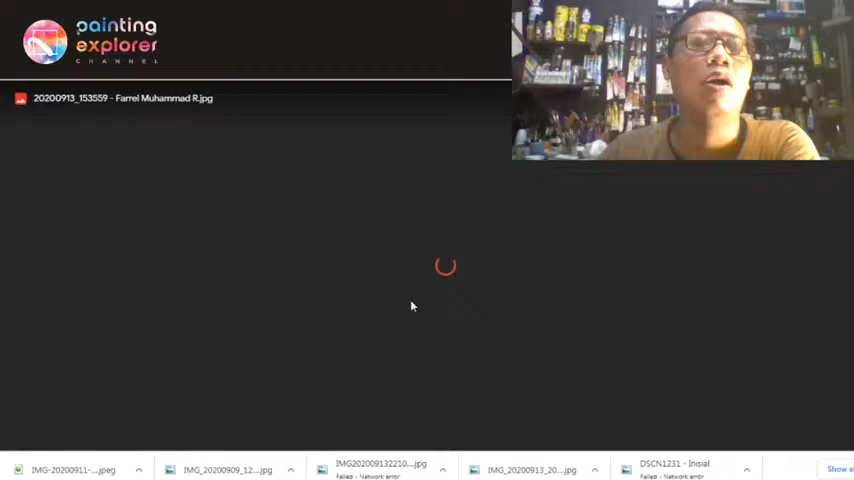 painting
explorer
CHANNEL
20200913_153559 - Farrel Muhammad R.jpg
IMG-20200911-....jpeg
IMG_20200909_12....jpg
IMG202009132210....jpg
Failed - Network error
IMG_20200913_20....jpg
DSCN1231 - Inisial
Failed - Network error
Show al